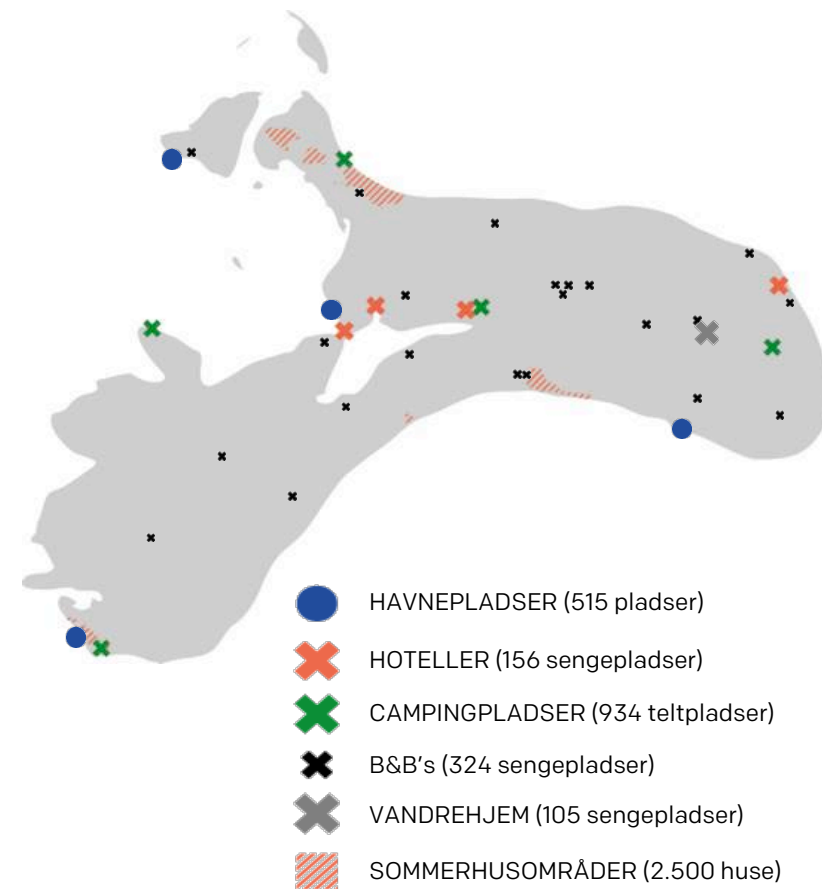 HAVNEPLADSER (515 pladser)
HOTELLER (156 sengepladser)
CAMPINGPLADSER (934 teltpladser)
B&B's (324 sengepladser)
VANDREHJEM (105 sengepladser)
SOMMERHUSOMRÅDER (2.500 huse)